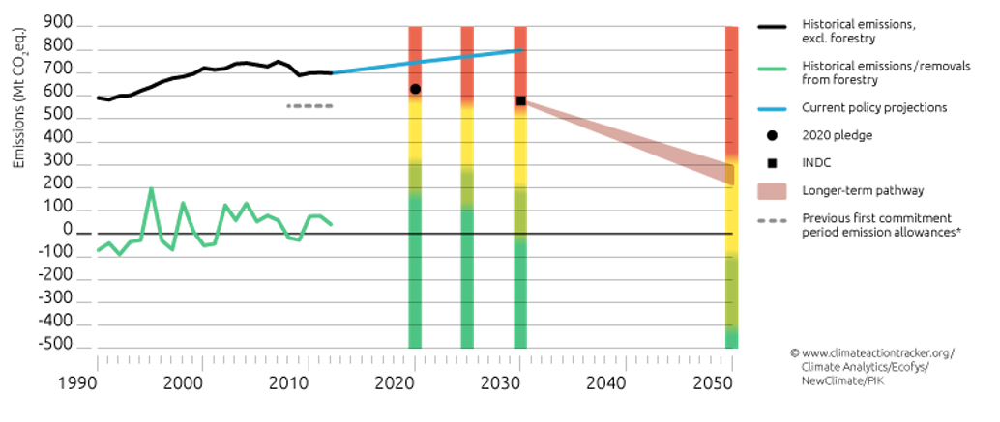 900
800
700
600
500
400
300
200
100
0
-100
-200
-300
-400
-500
Emissions (Mt CO₂eq.)
1990
2000
2010
2020
2030
2040
2050
Historical emissions,
excl. forestry
Historical emissions/removals
from forestry
Current policy projections
2020 pledge
INDC
Longer-term pathway
Previous first commitment
period emission allowances*
© www.climateactiontracker.org/
Climate Analytics/Ecofys/
NewClimate/PIK